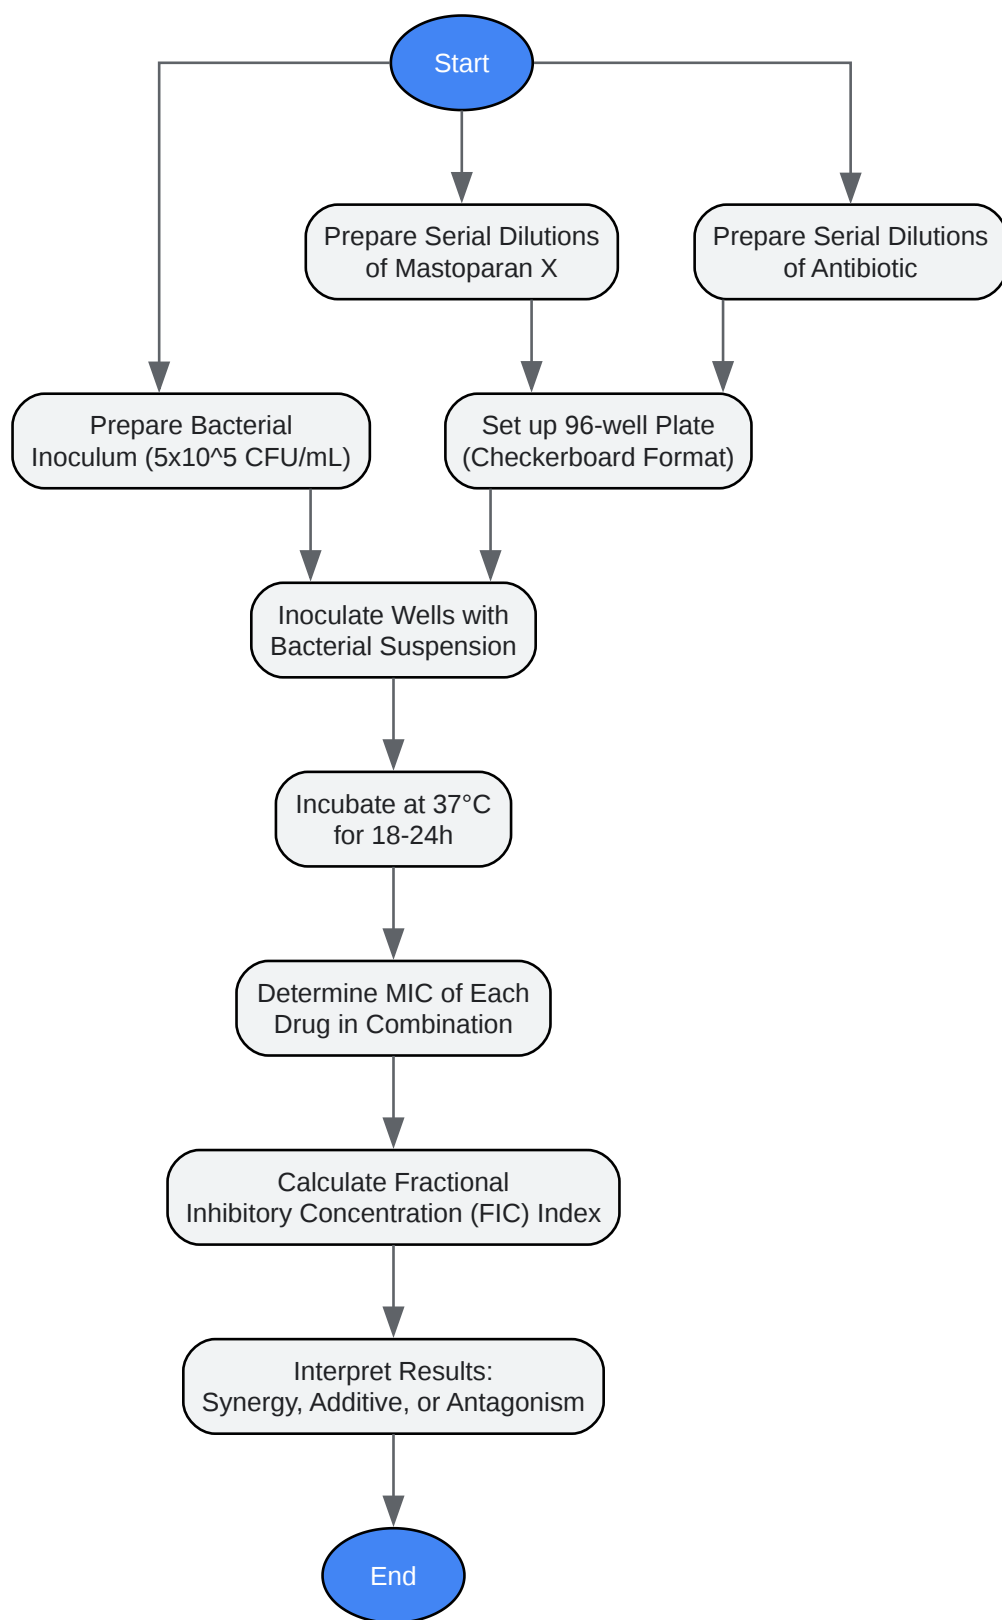 Start
Prepare Serial Dilutions
of Mastoparan X
Prepare Serial Dilutions
of Antibiotic
Prepare Bacterial
Inoculum (5x10^5 CFU/mL)
Set up 96-well Plate
(Checkerboard Format)
Inoculate Wells with
Bacterial Suspension
Incubate at 37°C
for 18-24h
Determine MIC of Each
Drug in Combination
Calculate Fractional
Inhibitory Concentration (FIC) Index
Interpret Results:
Synergy, Additive, or Antagonism
End